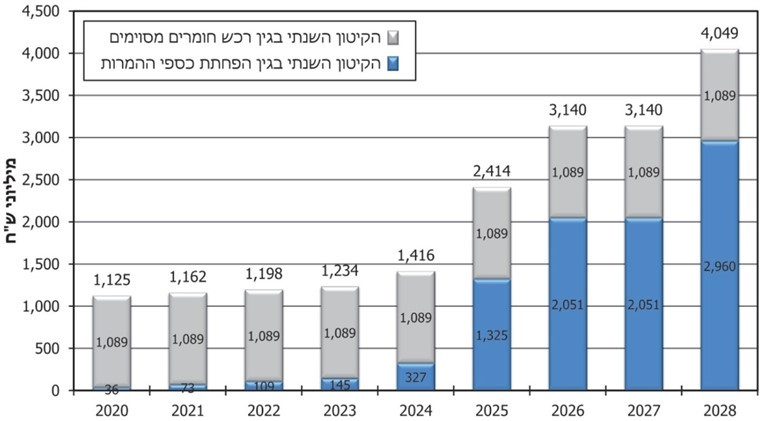 מיליוני ש"ח
4,500
4,000
3,500
3,000
2,500
2,000
1,500
1,000
500
0
הקיטון השנתי בגין רכש חומרים מסוימים
הקיטון השנתי בגין הפחתת כספי ההמרות
1,125 1,162 1,198 1,234 1,416 2,414 3,140 3,140 4,049
1,089 1,089 1,089 1,089 1,089 1,089 1,089 1,089 1,089
36 73 109 145 327 1,325 2,051 2,051 2,960
2020 2021 2022 2023 2024 2025 2026 2027 2028